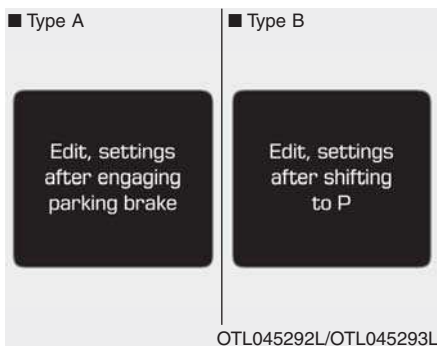 ■ Type A
Edit, settings
after engaging
parking brake
■ Type B
Edit, settings
after shifting
to P
OTL045292L/OTL045293L